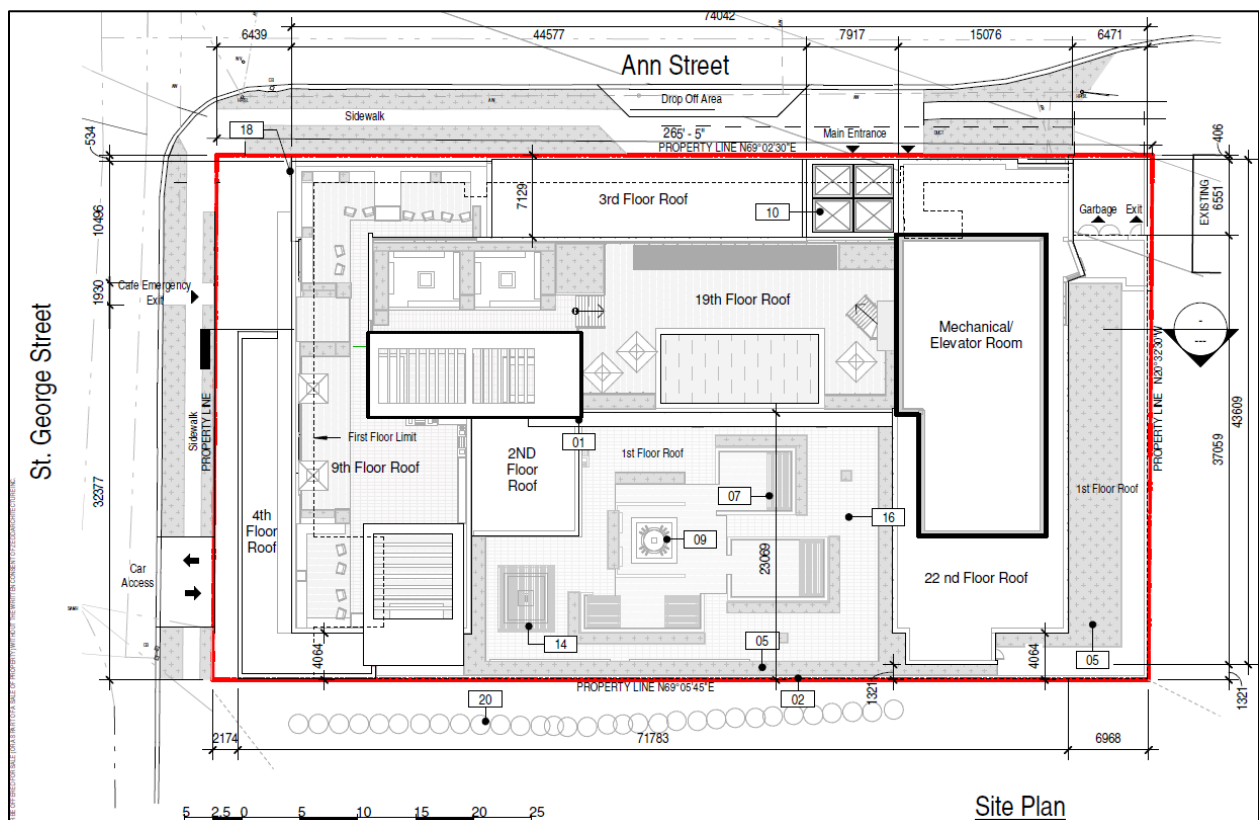 74042
6439
44577
7917
15076
6471
Ann Street
Drop Off Area
Sidewalk
265' - 5"
Main Entrance
PROPERTY LINE N69°02'30"E
534
18
406
7129
3rd Floor Roof
10
Garbage
Exit
EXISTING
6551
10496
1930
Cafe Emergency
Exit
19th Floor Roof
Mechanical/
Elevator Room
-
---
St. George Street
Sidewalk
PROPERTY LINE
First Floor Limit
9th Floor Roof
01
2ND
Floor
Roof
1st Floor Roof
07
16
09
23069
1st Floor Roof
PROPERTY LINE N20°32'30"W
37059
43609
32377
4th
Floor
Roof
Car
Access
22 nd Floor Roof
14
05
05
4064
4064
1321
1321
PROPERTY LINE N69°05'45"E
02
20
2174
71783
6968
5 2.5 0 5 10 15 20 25
Site Plan